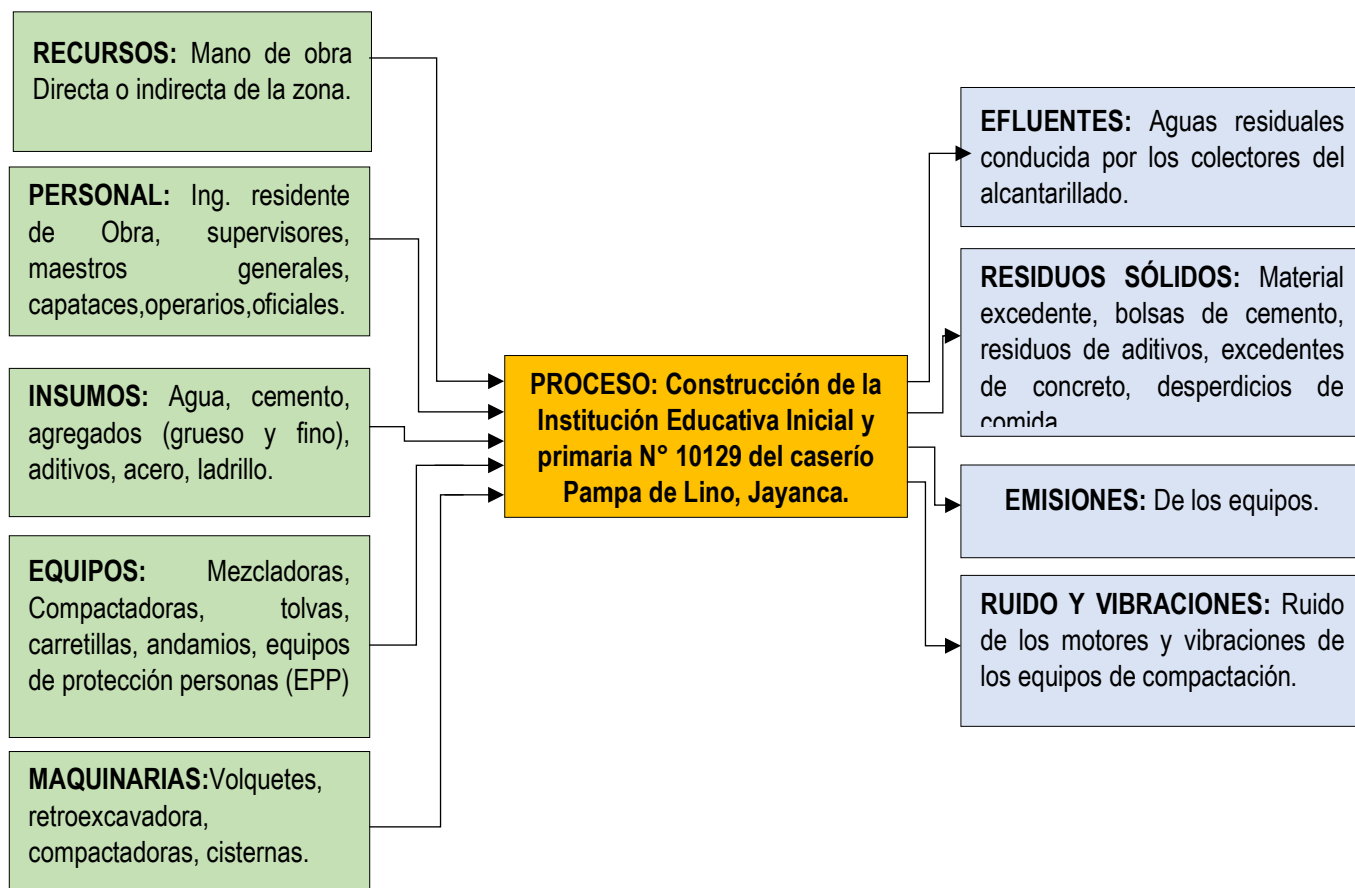 RECURSOS: Mano de obra
Directa o indirecta de la zona.
PERSONAL: Ing. residente
de Obra, supervisores,
maestros generales,
capataces,operarios,oficiales.
INSUMOS: Agua, cemento,
agregados (grueso y fino),
aditivos, acero, ladrillo.
EQUIPOS: Mezcladoras,
Compactadoras, tolvas,
carretillas, andamios, equipos
de protección personas (EPP)
MAQUINARIAS:Volquetes,
retroexcavadora,
compactadoras, cisternas.
PROCESO: Construcción de la
Institución Educativa Inicial y
primaria N° 10129 del caserío
Pampa de Lino, Jayanca.
EFLUENTES: Aguas residuales
conducida por los colectores del
alcantarillado.
RESIDUOS SÓLIDOS: Material
excedente, bolsas de cemento,
residuos de aditivos, excedentes
de concreto, desperdicios de
comida
EMISIONES: De los equipos.
RUIDO Y VIBRACIONES: Ruido
de los motores y vibraciones de
los equipos de compactación.